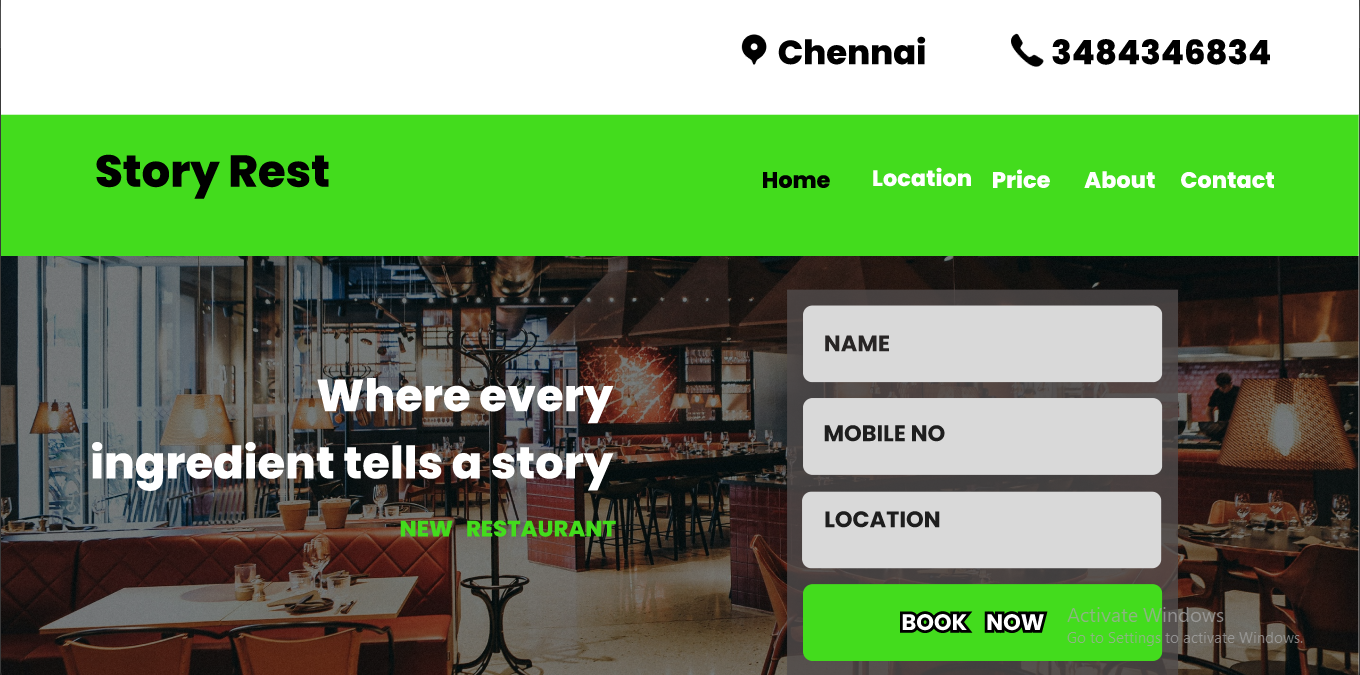 Chennai
3484346834
Story Rest
Home Location Price About Contact
Where every
ingredient tells a story
NEW RESTAURANT
NAME
MOBILE NO
LOCATION
BOOK NOW
Activate Windows
Go to Settings to activate Windows.